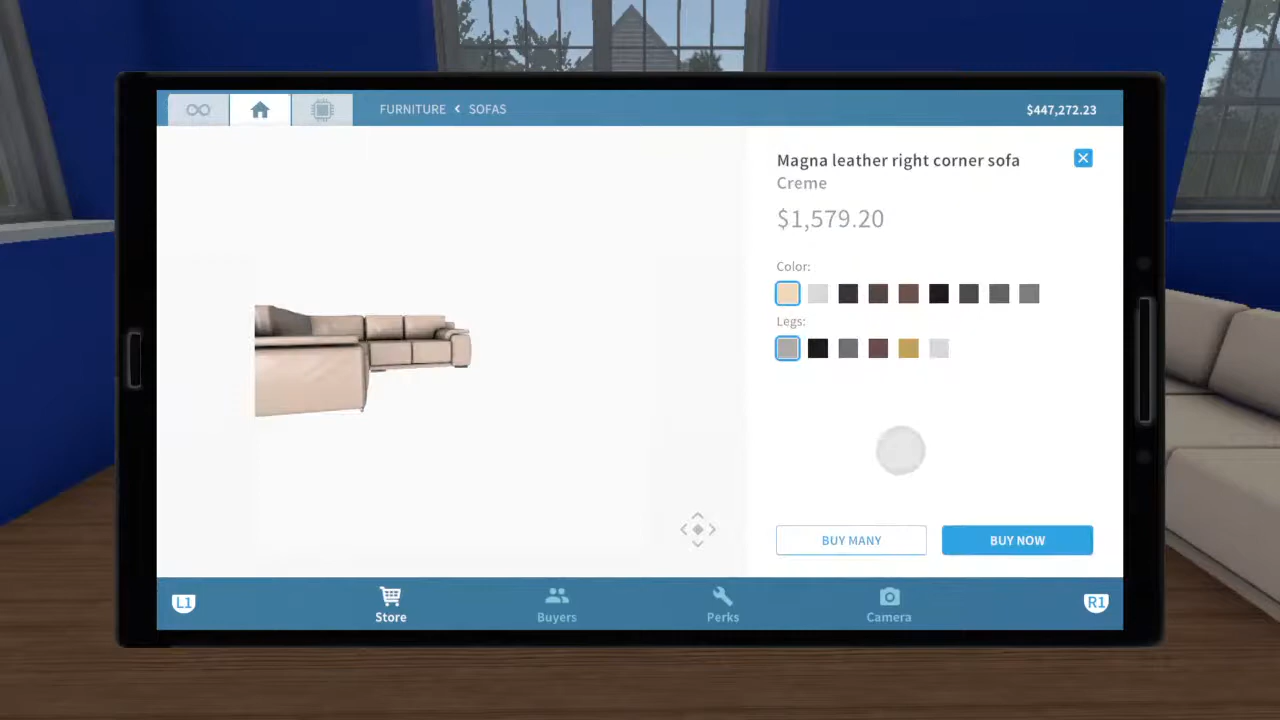 FURNITURE < SOFAS
$447,272.23
Magna leather right corner sofa
Creme
$1,579.20
Color:
Legs:
BUY MANY
BUY NOW
L1
Store
Buyers
Perks
Camera
R1